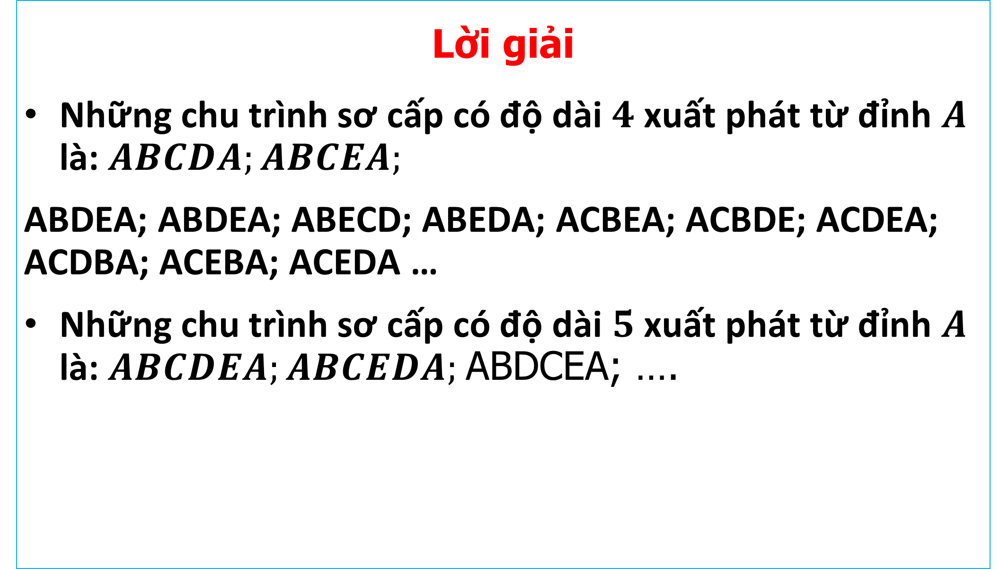 Lời giải
• Những chu trình sơ cấp có độ dài 4 xuất phát từ đỉnh A
là: ABCDA; ABCEA;
ABDEA; ABDEA; ABECD; ABEDA; ACBEA; ACBDE; ACDEA;
ACDBA; ACEBA; ACEDA ...
• Những chu trình sơ cấp có độ dài 5 xuất phát từ đỉnh A
là: ABCDEA; ABCEDA; ABDCEA; ....